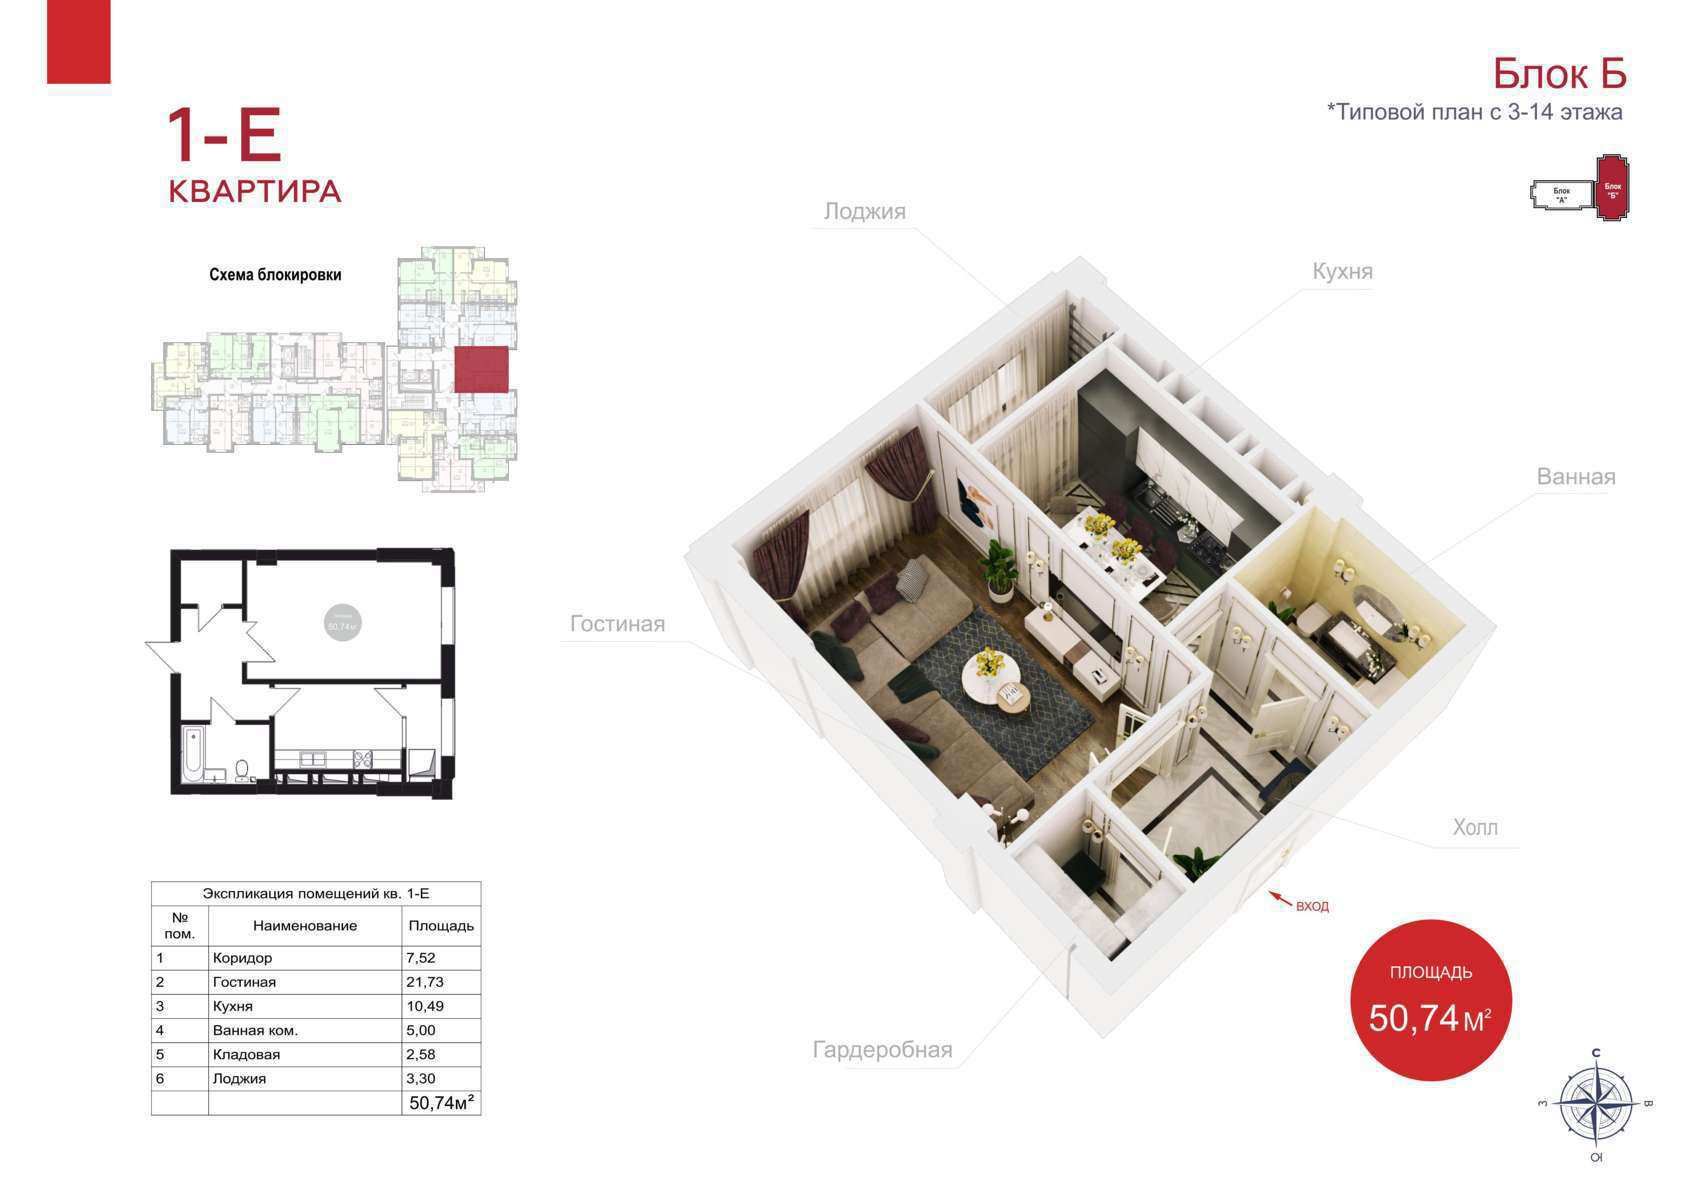 Блок Б
*Типовой план с 3-14 этажа
1-Е
КВАРТИРА
Блок
"А"
Блок
"Б"
Схема блокировки
Лоджия
Кухня
Ванная
Гостиная
Холл
ВХОД
Гардеробная
50,74м²
Экспликация помещений кв. 1-Е
№ пом. Наименование Площадь
1 Коридор 7,52
2 Гостиная 21,73
3 Кухня 10,49
4 Ванная ком. 5,00
5 Кладовая 2,58
6 Лоджия 3,30
50,74м²
ПЛОЩАДЬ
50,74 М²
С
З
В
Ю